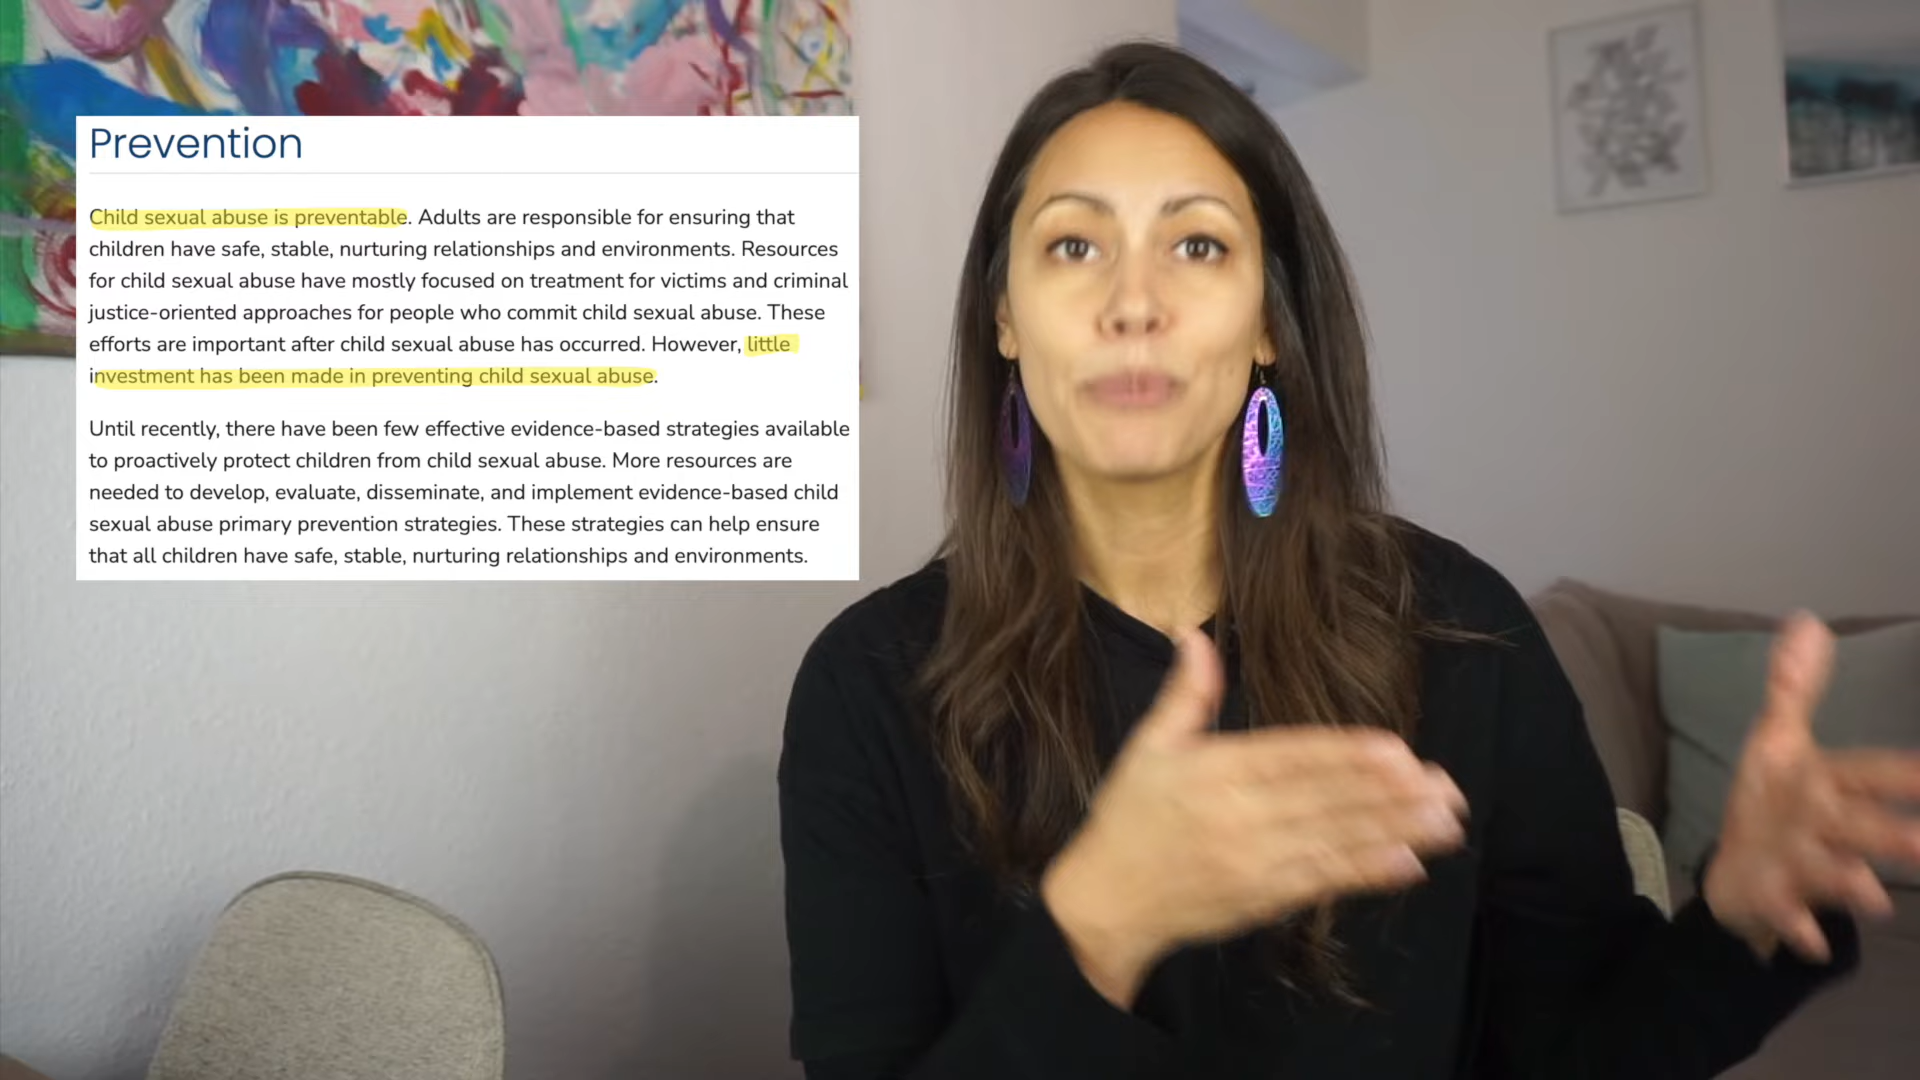 Prevention
Child sexual abuse is preventable. Adults are responsible for ensuring that
children have safe, stable, nurturing relationships and environments. Resources
for child sexual abuse have mostly focused on treatment for victims and criminal
justice-oriented approaches for people who commit child sexual abuse. These
efforts are important after child sexual abuse has occurred. However, little
investment has been made in preventing child sexual abuse.
Until recently, there have been few effective evidence-based strategies available
to proactively protect children from child sexual abuse. More resources are
needed to develop, evaluate, disseminate, and implement evidence-based child
sexual abuse primary prevention strategies. These strategies can help ensure
that all children have safe, stable, nurturing relationships and environments.